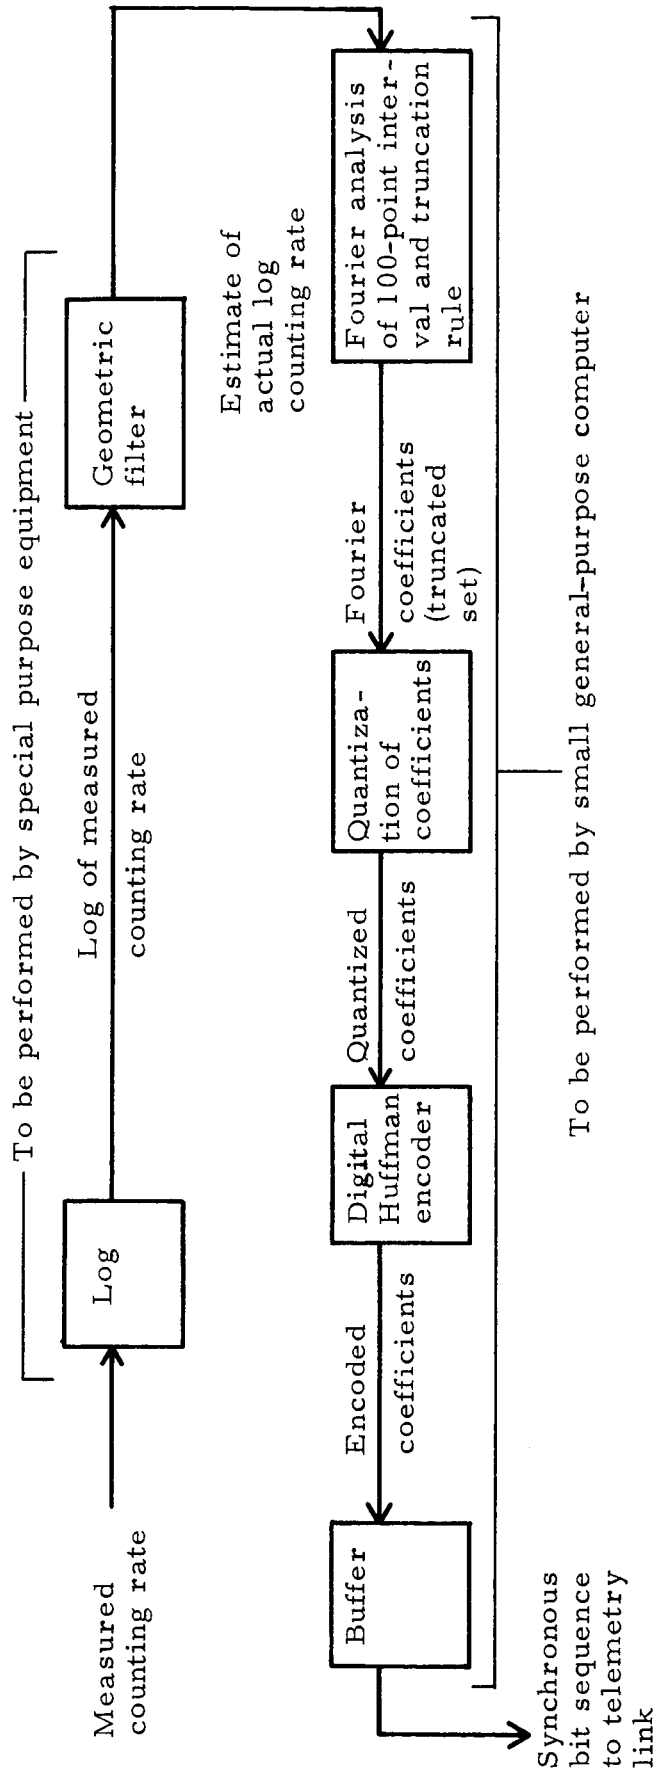 To be performed by special purpose equipment
Measured
counting rate
Log
Log of measured
counting rate
Geometric
filter
Estimate of
actual log
counting rate
Fourier analysis
of 100-point inter-
val and truncation
rule
Fourier
coefficients
(truncated
set)
Quantiza-
tion of
coefficients
Quantized
coefficients
Digital
Huffman
encoder
Encoded
coefficients
Buffer
Synchronous
bit sequence
to telemetry
link
To be performed by small general-purpose computer